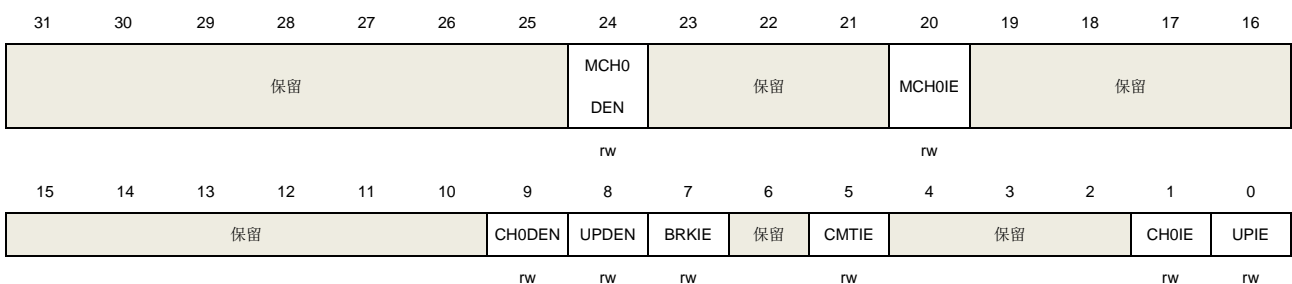 31 30 29 28 27 26 25 24 23 22 21 20 19 18 17 16
保留 MCH0 DEN 保留 MCH0IE 保留
rw rw
15 14 13 12 11 10 9 8 7 6 5 4 3 2 1 0
保留 CH0DEN UPDEN BRKIE 保留 CMTIE 保留 CH0IE UPIE
rw rw rw rw rw rw